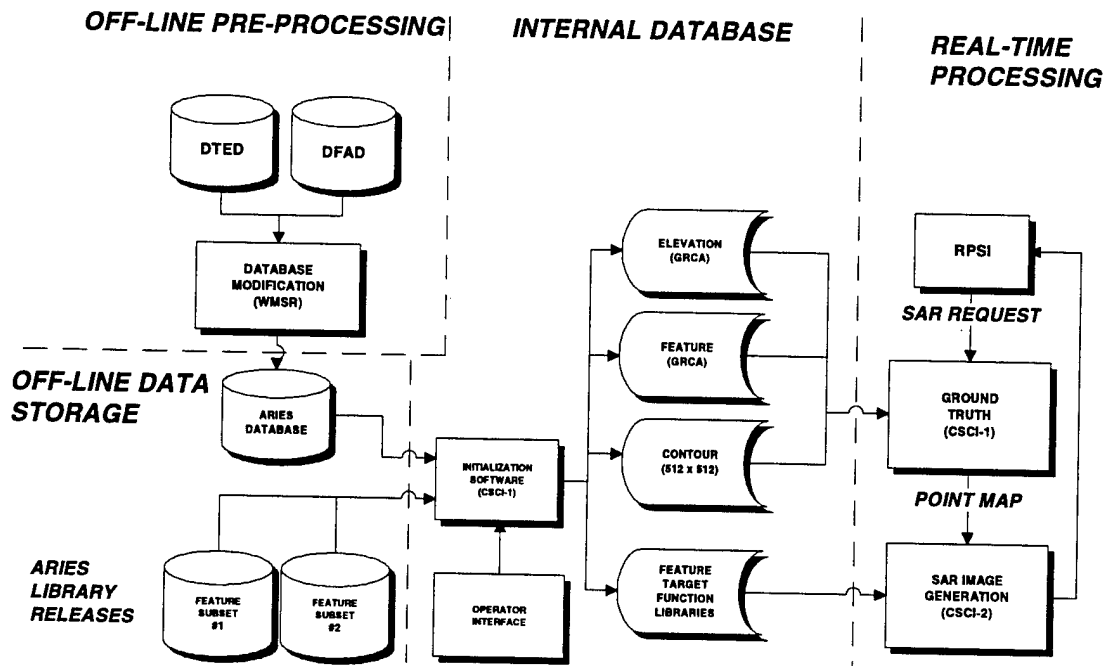 OFF-LINE PRE-PROCESSING
INTERNAL DATABASE
REAL-TIME
PROCESSING
DTED
DFAD
DATABASE
MODIFICATION
(WMSR)
ELEVATION
(GRCA)
RPSI
SAR REQUEST
FEATURE
(GRCA)
OFF-LINE DATA
STORAGE
ARIES
DATABASE
GROUND
TRUTH
(CSCI-1)
INITIALIZATION
SOFTWARE
(CSCI-1)
CONTOUR
(512 x 512)
POINT MAP
ARIES
LIBRARY
RELEASES
FEATURE
SUBSET
#1
FEATURE
SUBSET
#2
OPERATOR
INTERFACE
FEATURE
TARGET
FUNCTION
LIBRARIES
SAR IMAGE
GENERATION
(CSCI-2)